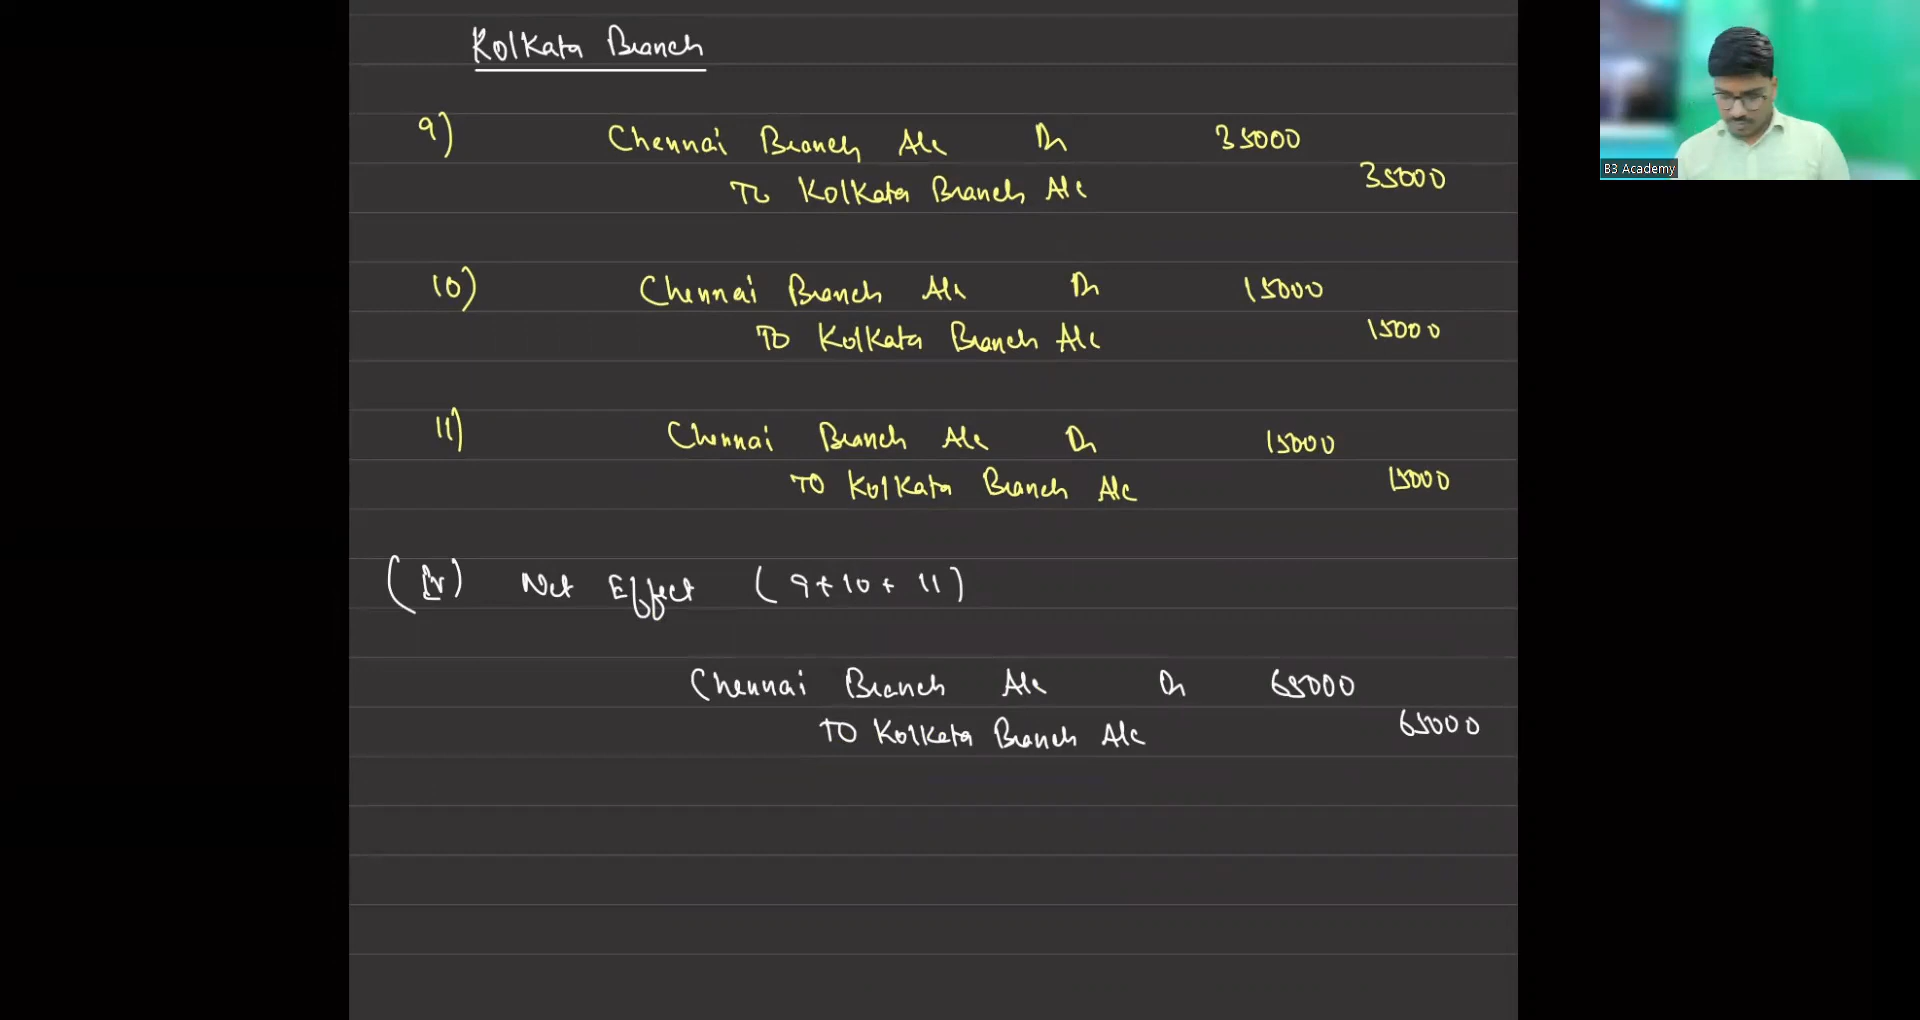 Kolkata Branch
9) Chennai Branch A/c Dr 35000
To Kolkata Branch A/c 35000
10) Chennai Branch A/c Dr 15000
To Kolkata Branch A/c 15000
11) Chennai Branch A/c Dr 15000
To Kolkata Branch A/c 15000
(IV) Net Effect (9+10+11)
Chennai Branch A/c Dr 65000
To Kolkata Branch A/c 65000
B3 Academy